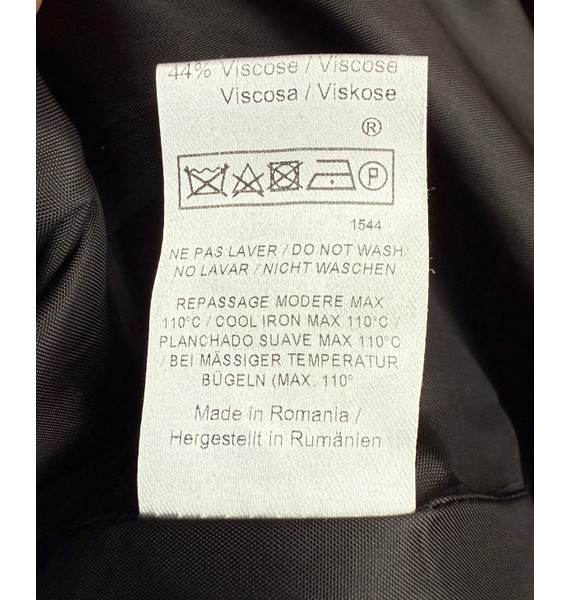 44% Viscose / Viscose
Viscosa / Viskose
®
P
1544
NE PAS LAVER / DO NOT WASH/
NO LAVAR / NICHT WASCHEN
REPASSAGE MODERE MAX
110°C / COOL IRON MAX 110°C /
PLANCHADO SUAVE MAX 110°C
/ BEI MÄSSIGER TEMPERATUR
BÜGELN (MAX. 110°
Made in Romania /
Hergestellt in Rumänien